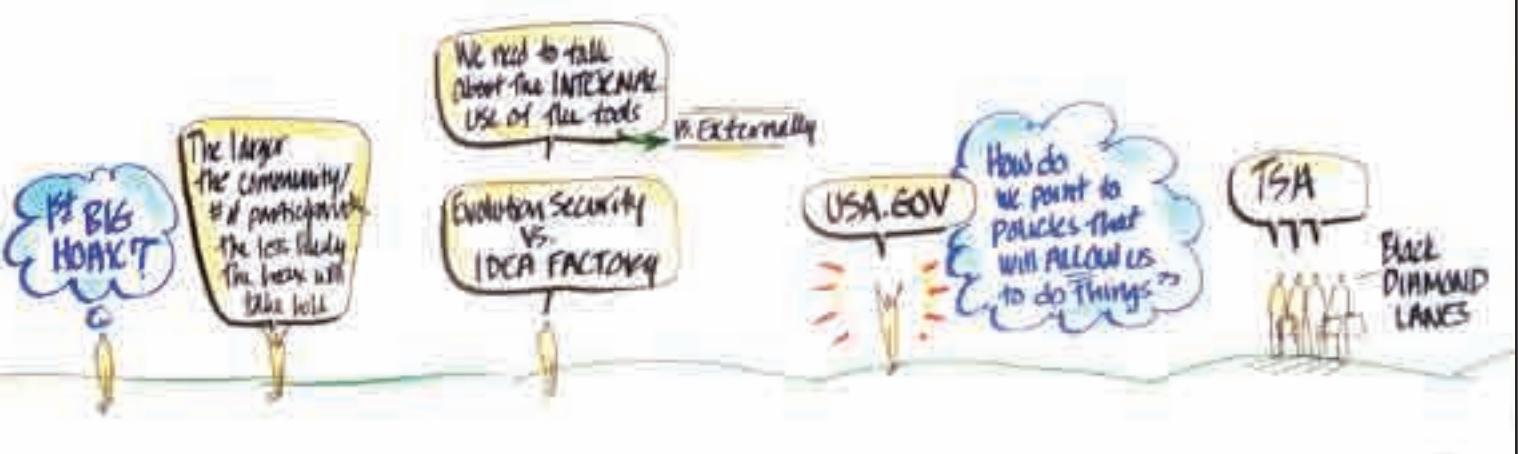 1st BIG
HOAX?
The larger
the community/
# of participants
the less likely
the hoax will
take hold
We need to talk
about the INTERNAL
use of the tools
vs. Externally
Evolution Security
vs.
IDEA FACTORY
USA.GOV
How do
we point to
policies that
will ALLOW US
to do things"
TSA
Black
DIAMOND
LANES